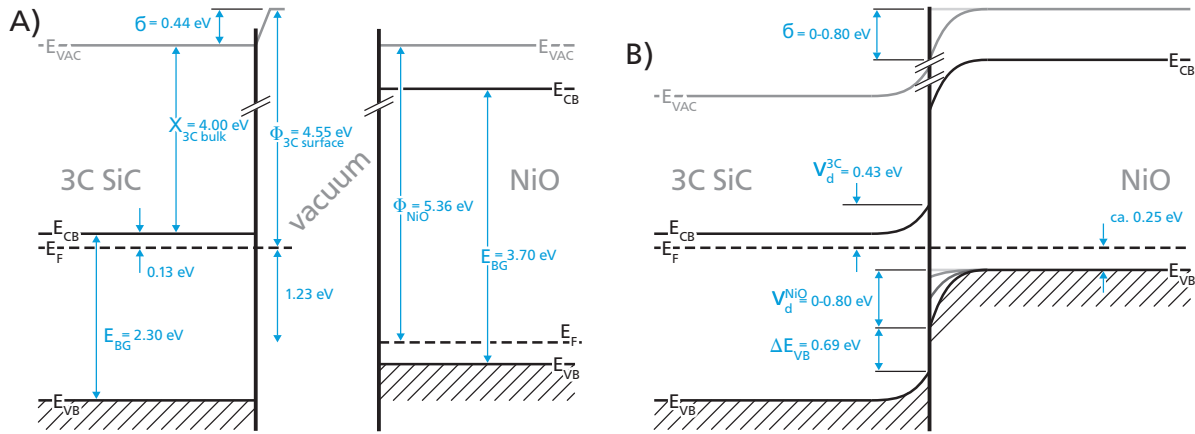 A)
б = 0.44 eV
E_VAC
E_VAC
E_CB
X_3C bulk = 4.00 eV
Φ_3C surface = 4.55 eV
3C SiC
vacuum
NiO
Φ_NiO = 5.36 eV
E_CB
E_F
0.13 eV
E_BG = 3.70 eV
1.23 eV
E_BG = 2.30 eV
E_F
E_VB
E_VB
B)
б = 0-0.80 eV
E_CB
E_VAC
V_d^3C = 0.43 eV
3C SiC
NiO
ca. 0.25 eV
E_CB
E_F
E_VB
V_d^NiO = 0-0.80 eV
ΔE_VB = 0.69 eV
E_VB